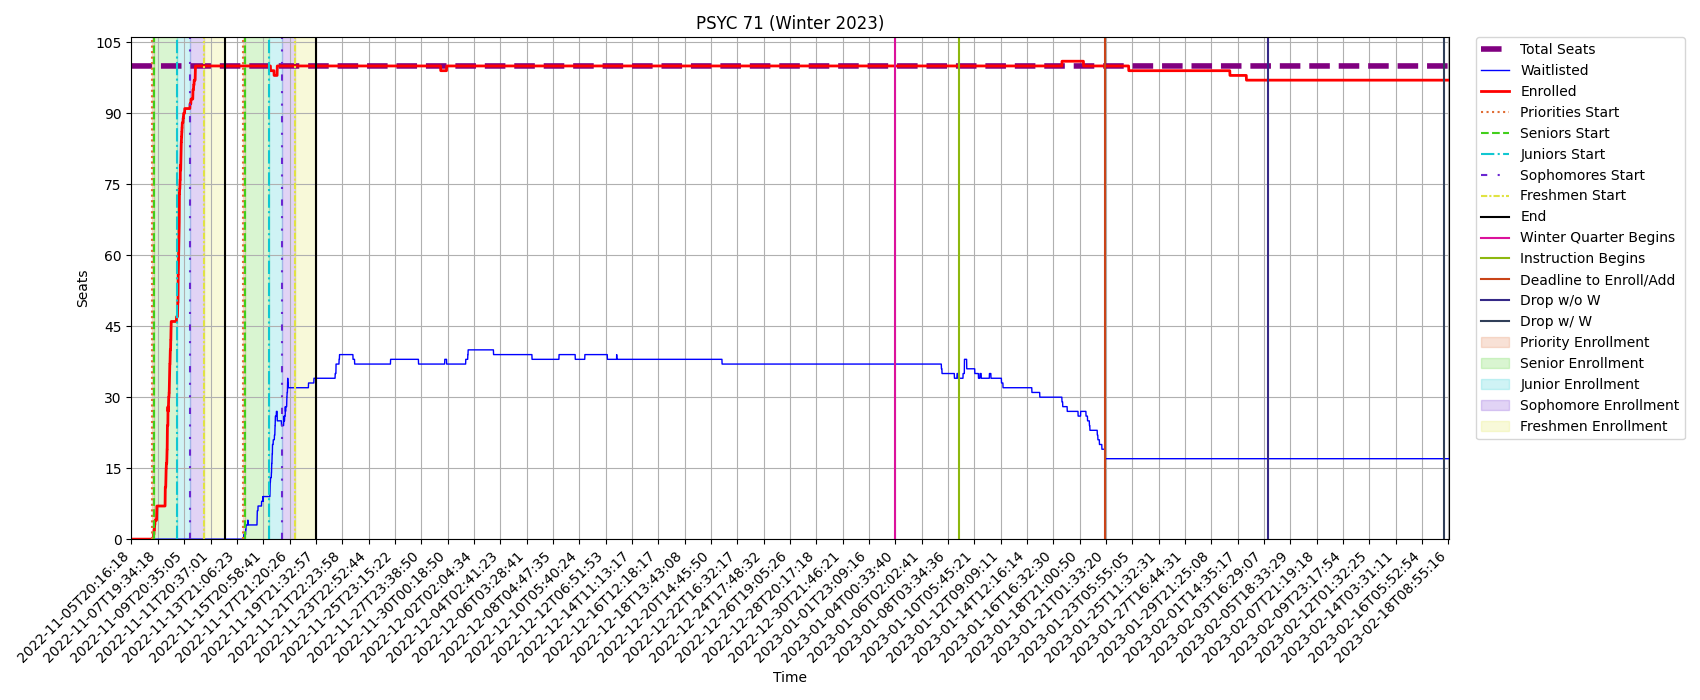 PSYC 71 (Winter 2023)
105
90
75
60
45
30
15
0
Seats
2022-11-05T20:16:18
2022-11-07T19:34:18
2022-11-09T20:35:05
2022-11-11T20:37:01
2022-11-13T21:06:23
2022-11-15T20:58:41
2022-11-17T21:20:26
2022-11-19T21:32:57
2022-11-21T22:23:58
2022-11-23T22:52:44
2022-11-25T23:15:22
2022-11-27T23:38:50
2022-11-30T00:18:50
2022-12-02T02:04:34
2022-12-04T02:41:23
2022-12-06T03:28:41
2022-12-08T04:47:35
2022-12-10T05:40:24
2022-12-12T06:51:53
2022-12-14T11:13:17
2022-12-16T12:18:17
2022-12-18T13:43:08
2022-12-20T14:45:50
2022-12-22T16:32:17
2022-12-24T17:48:32
2022-12-26T19:05:26
2022-12-28T20:17:18
2022-12-30T21:46:21
2023-01-01T23:09:16
2023-01-04T00:33:40
2023-01-06T02:02:41
2023-01-08T03:34:36
2023-01-10T05:45:21
2023-01-12T09:09:11
2023-01-14T12:16:14
2023-01-16T16:32:30
2023-01-18T21:00:50
2023-01-21T01:33:20
2023-01-23T05:55:05
2023-01-25T11:32:31
2023-01-27T16:44:31
2023-01-29T21:25:08
2023-02-01T14:35:17
2023-02-03T16:29:07
2023-02-05T18:33:29
2023-02-07T21:19:18
2023-02-09T23:17:54
2023-02-12T01:32:25
2023-02-14T03:31:11
2023-02-16T05:52:54
2023-02-18T08:55:16
Time
Total Seats
Waitlisted
Enrolled
Priorities Start
Seniors Start
Juniors Start
Sophomores Start
Freshmen Start
End
Winter Quarter Begins
Instruction Begins
Deadline to Enroll/Add
Drop w/o W
Drop w/ W
Priority Enrollment
Senior Enrollment
Junior Enrollment
Sophomore Enrollment
Freshmen Enrollment